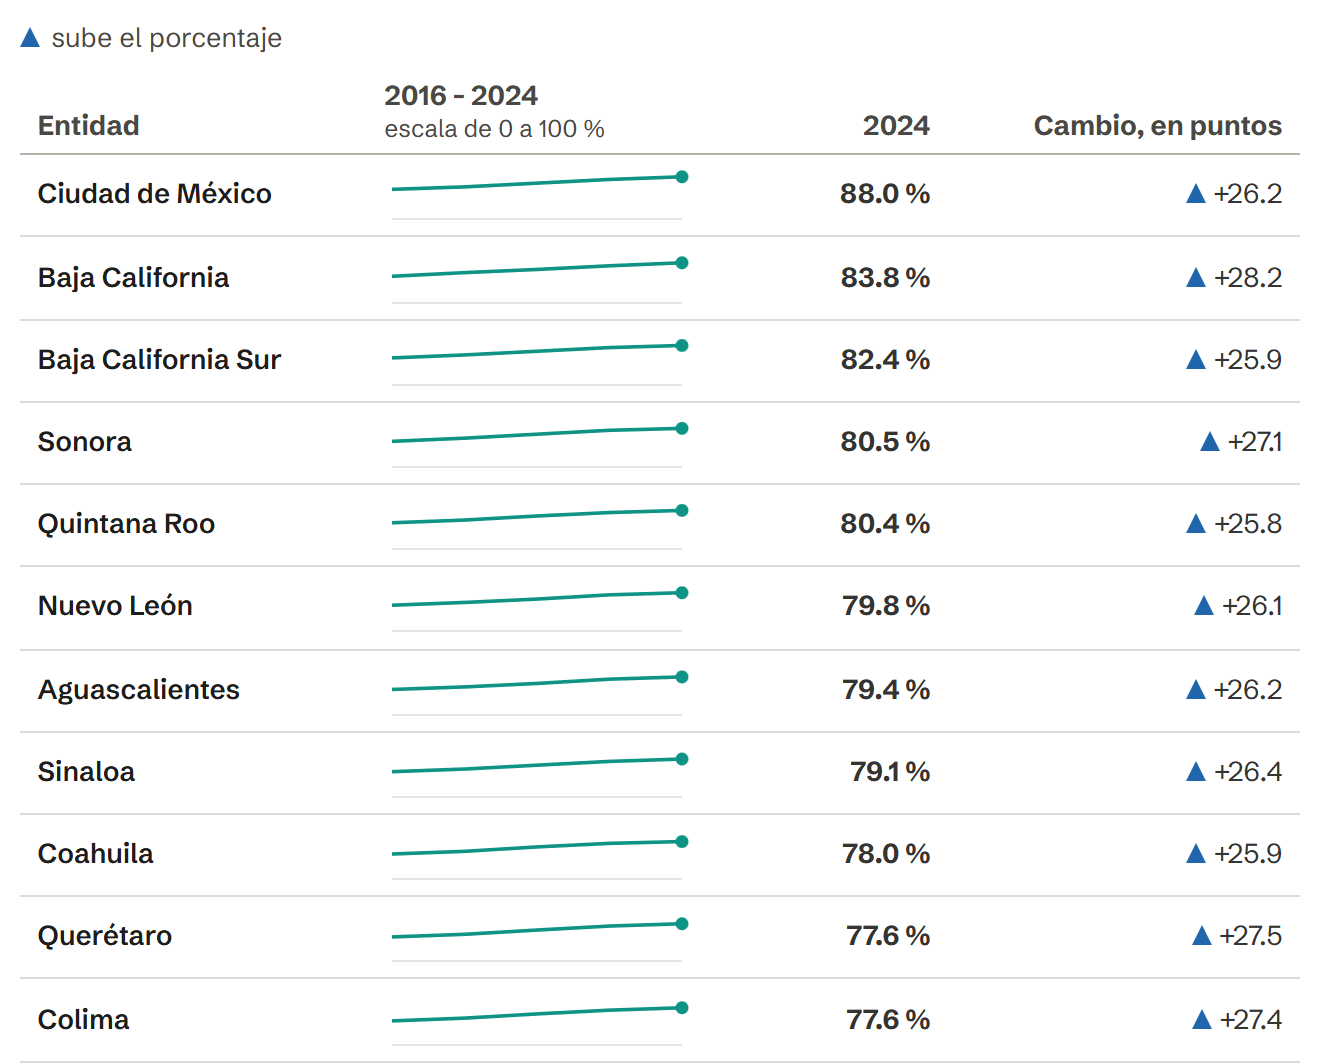 ▲ sube el porcentaje
2016 - 2024
Entidad escala de 0 a 100 % 2024 Cambio, en puntos
Ciudad de México 88.0 % ▲ +26.2
Baja California 83.8 % ▲ +28.2
Baja California Sur 82.4 % ▲ +25.9
Sonora 80.5 % ▲ +27.1
Quintana Roo 80.4 % ▲ +25.8
Nuevo León 79.8 % ▲ +26.1
Aguascalientes 79.4 % ▲ +26.2
Sinaloa 79.1 % ▲ +26.4
Coahuila 78.0 % ▲ +25.9
Querétaro 77.6 % ▲ +27.5
Colima 77.6 % ▲ +27.4